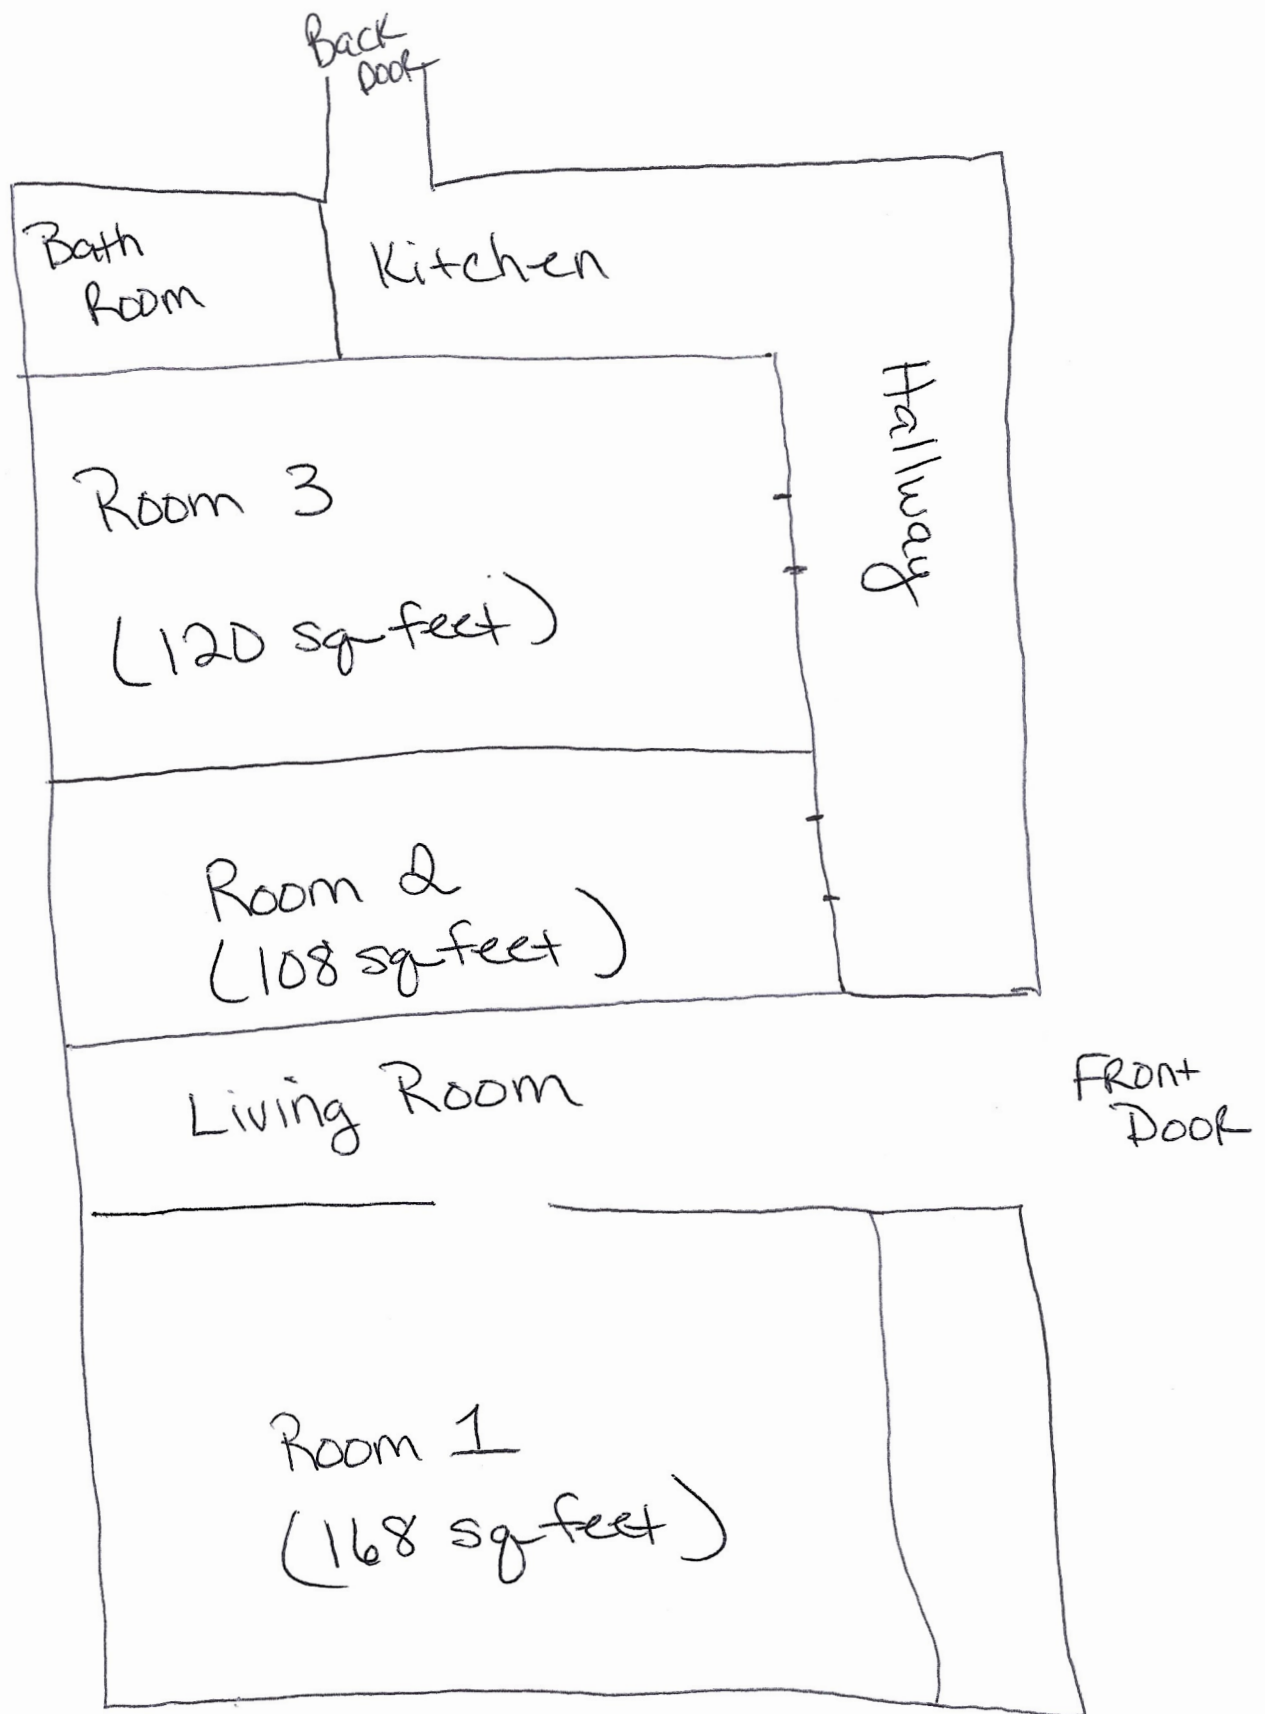 Back
Door
Bath
Room
Kitchen
Hallway
Room 3
(120 sq feet)
Room 2
(108 sq feet)
Living Room
Front
Door
Room 1
(168 sq feet)